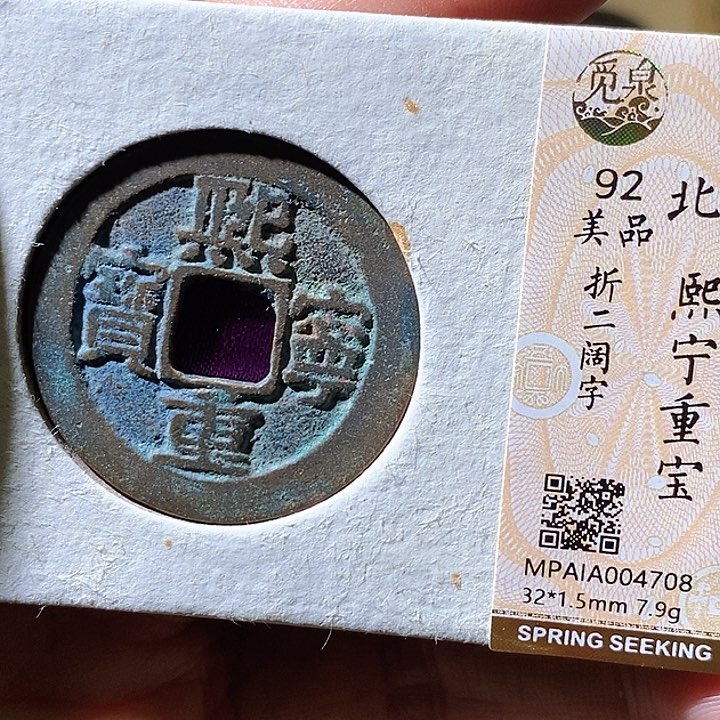 熙
寧
重
寶
觅泉
北 熙宁重宝
92
美品
折二阔字
MPAIA004708
32*1.5mm 7.9g
SPRING SEEKING